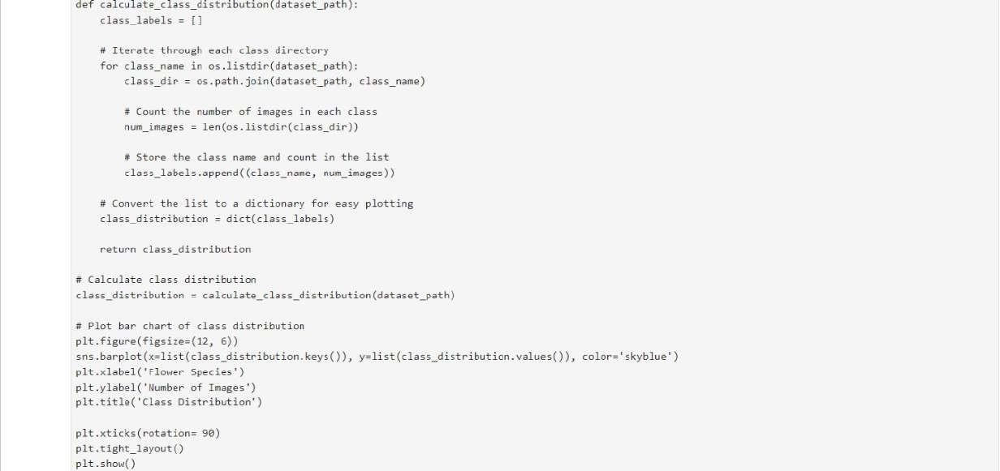 def calculate_class_distribution(dataset_path):
    class_labels = []

    # Iterate through each class directory
    for class_name in os.listdir(dataset_path):
        class_dir = os.path.join(dataset_path, class_name)

        # Count the number of images in each class
        num_images = len(os.listdir(class_dir))

        # Store the class name and count in the list
        class_labels.append((class_name, num_images))

    # Convert the list to a dictionary for easy plotting
    class_distribution = dict(class_labels)

    return class_distribution

# Calculate class distribution
class_distribution = calculate_class_distribution(dataset_path)

# Plot bar chart of class distribution
plt.figure(figsize=(12, 6))
sns.barplot(x=list(class_distribution.keys()), y=list(class_distribution.values()), color='skyblue')
plt.xlabel('Flower Species')
plt.ylabel('Number of Images')
plt.title('Class Distribution')

plt.xticks(rotation= 90)
plt.tight_layout()
plt.show()